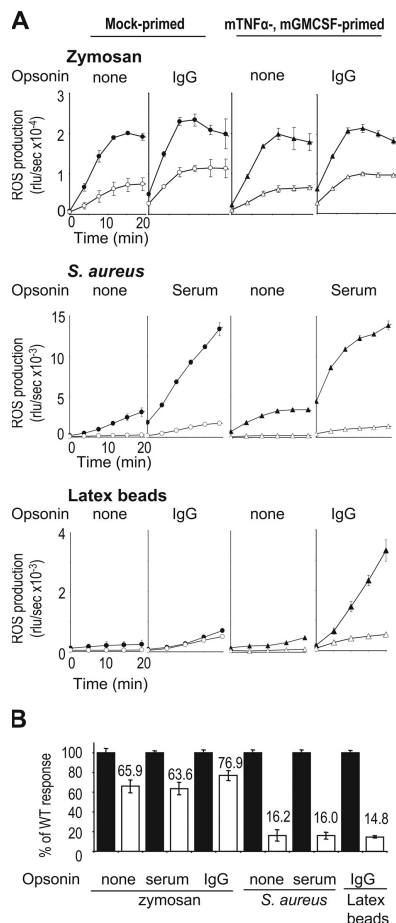 A
Mock-primed mTNFα-, mGMCSF-primed
Zymosan
Opsonin none IgG none IgG
ROS production
(rlu/sec x10-4)
3
2
1
0
0 10 20
Time (min)
S. aureus
Opsonin none Serum none Serum
ROS production
(rlu/sec x10-3)
15
10
5
0
0 10 20
Time (min)
Latex beads
Opsonin none IgG none IgG
ROS production
(rlu/sec x10-3)
4
2
0
0 10 20
Time (min)
B
% of WT response
100
80
60
40
20
0
65.9 63.6 76.9 16.2 16.0 14.8
Opsonin none serum IgG none serum IgG
zymosan S. aureus Latex
beads